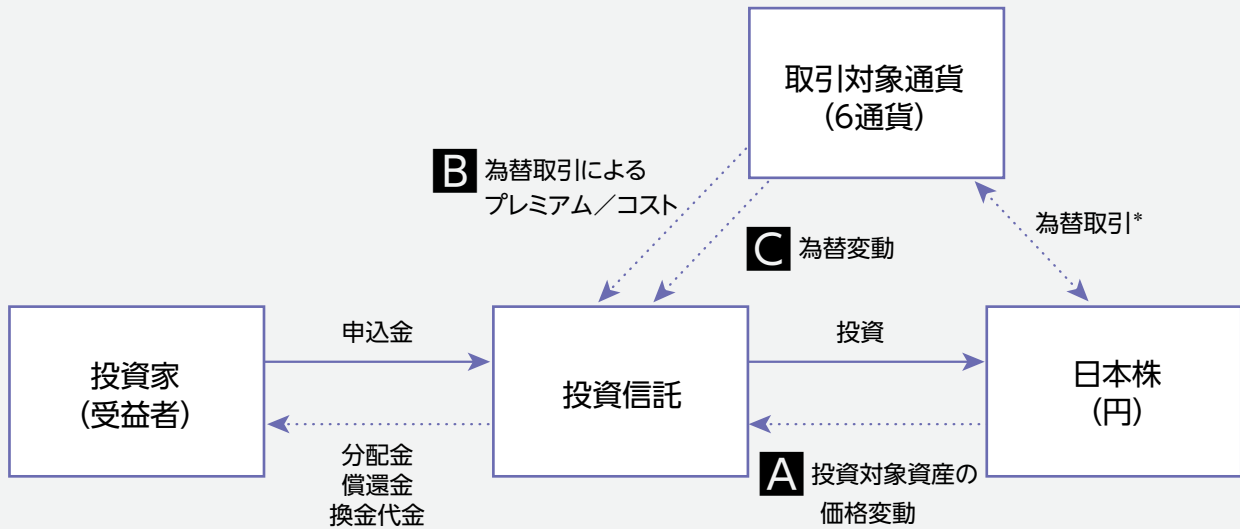 取引対象通貨
(6通貨)
B 為替取引による
プレミアム／コスト
C 為替変動
為替取引*
投資家
(受益者)
申込金
分配金
償還金
換金代金
投資信託
投資
A 投資対象資産の
価格変動
日本株
(円)